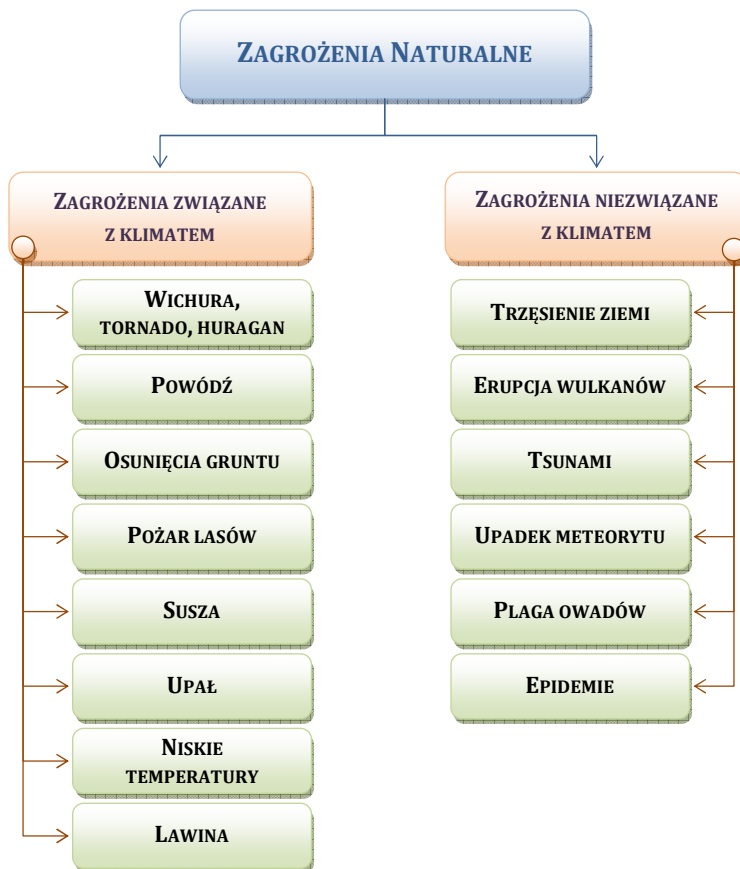 ZAGROŻENIA NATURALNE
ZAGROŻENIA ZWIĄZANE
Z KLIMATEM
WICHURA,
TORNADO, HURAGAN
POWÓDŹ
OSUNIĘCIA GRUNTU
POŻAR LASÓW
SUSZA
UPAŁ
NISKIE
TEMPERATURY
LAWINA
ZAGROŻENIA NIEZWIĄZANE
Z KLIMATEM
TRZĘSIENIE ZIEMI
ERUPCJA WULKANÓW
TSUNAMI
UPADEK METEORYTU
PLAGA OWADÓW
EPIDEMIE